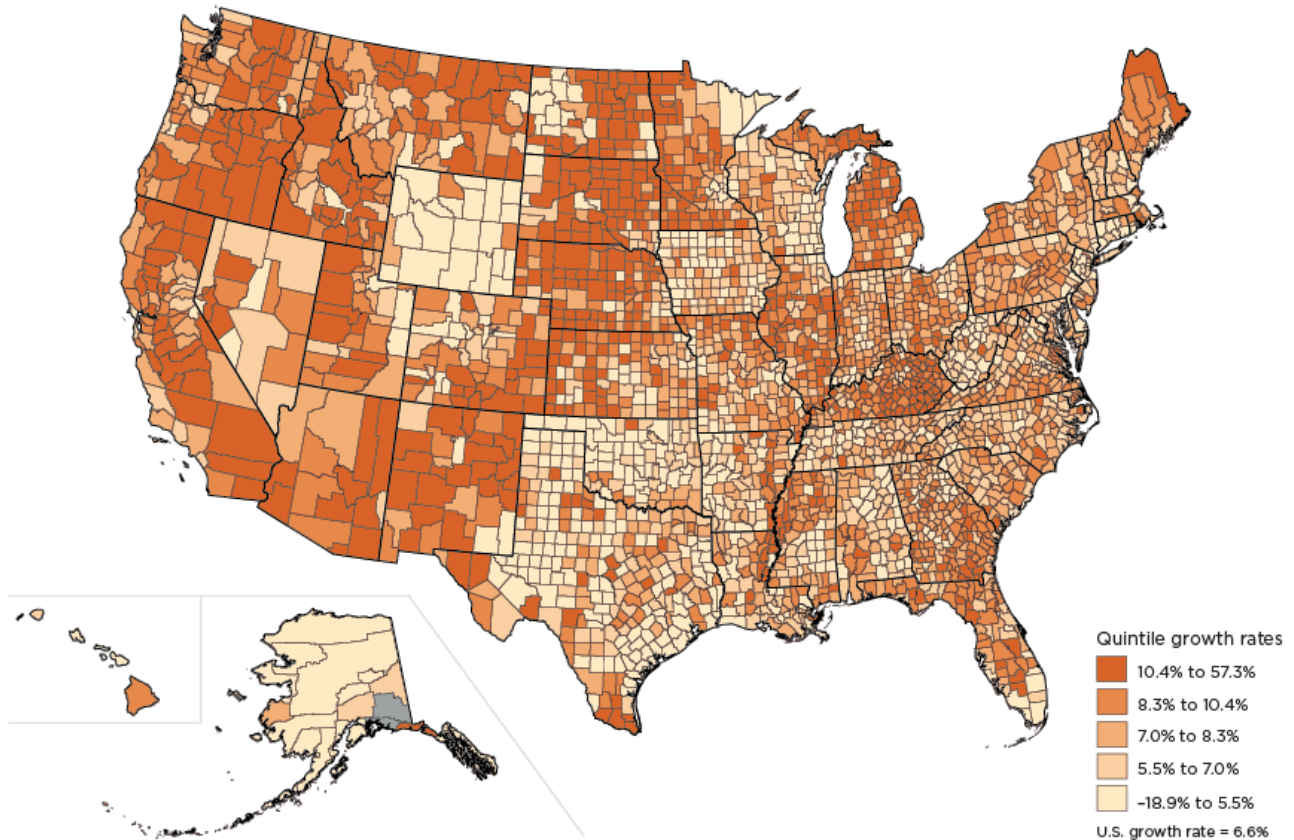 Quintile growth rates
10.4% to 57.3%
8.3% to 10.4%
7.0% to 8.3%
5.5% to 7.0%
-18.9% to 5.5%
U.S. growth rate = 6.6%